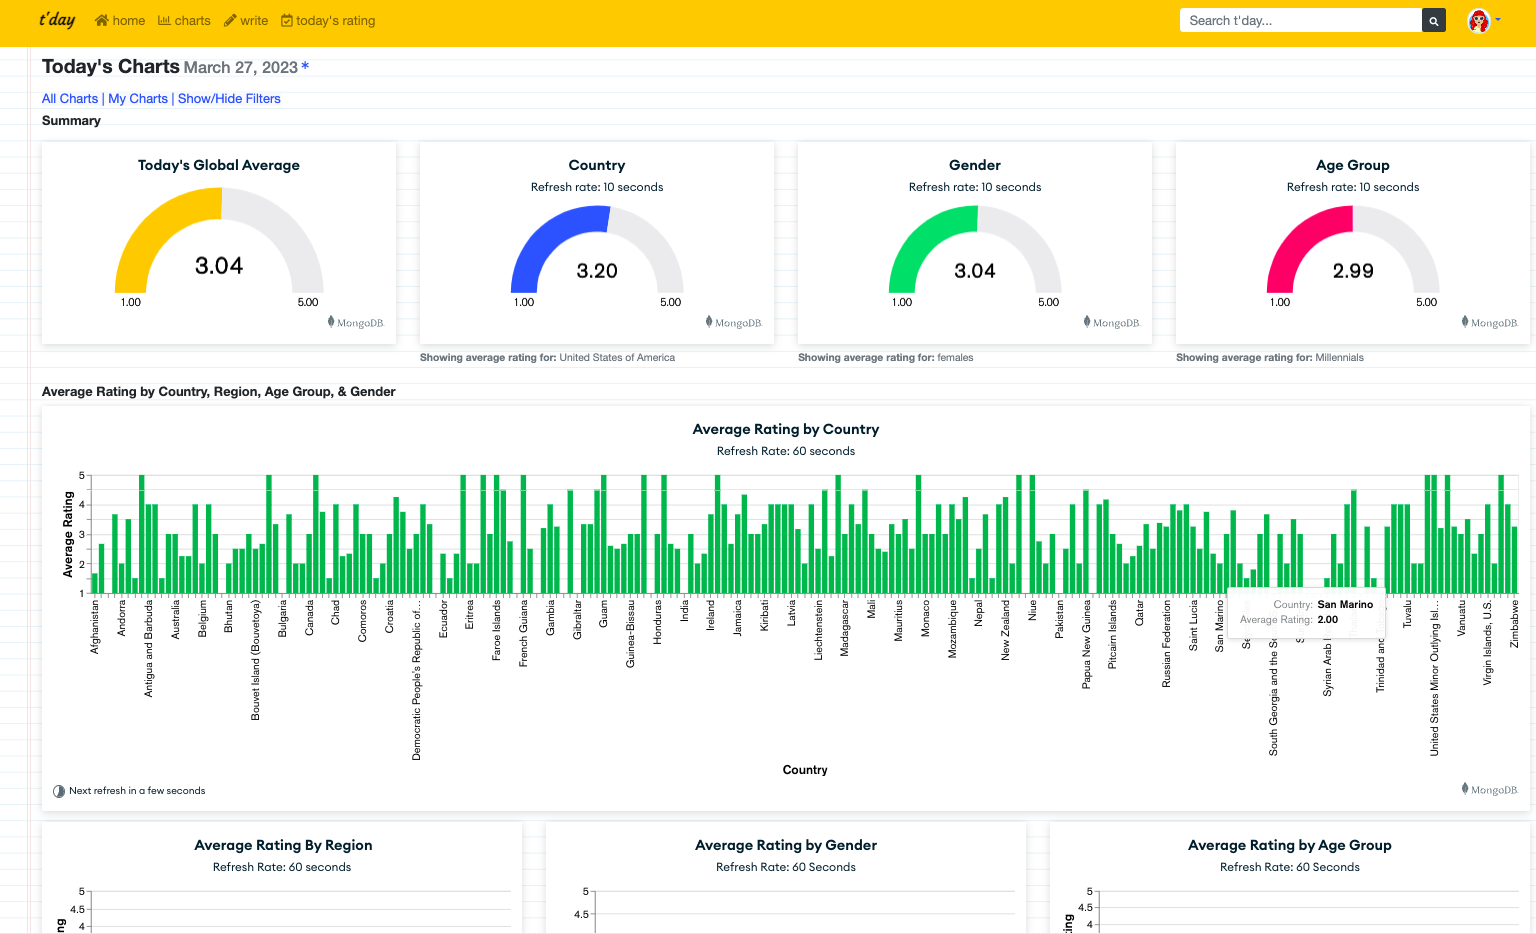 t'day home charts write today's rating Search t'day...
Today's Charts March 27, 2023 *
All Charts | My Charts | Show/Hide Filters
Summary
Today's Global Average
3.04
1.00 5.00
MongoDB.
Country
Refresh rate: 10 seconds
3.20
1.00 5.00
MongoDB.
Showing average rating for: United States of America
Gender
Refresh rate: 10 seconds
3.04
1.00 5.00
MongoDB.
Showing average rating for: females
Age Group
Refresh rate: 10 seconds
2.99
1.00 5.00
MongoDB.
Showing average rating for: Millennials
Average Rating by Country, Region, Age Group, & Gender
Average Rating by Country
Refresh Rate: 60 seconds
Average Rating
5
4
3
2
1
Afghanistan
Andorra
Antigua and Barbuda
Australia
Belgium
Bhutan
Bouvet Island (Bouvetoya)
Bulgaria
Canada
Chad
Comoros
Croatia
Democratic People's Republic of...
Ecuador
Eritrea
Faroe Islands
French Guiana
Gambia
Gibraltar
Guam
Guinea-Bissau
Honduras
India
Ireland
Jamaica
Kiribati
Latvia
Liechtenstein
Madagascar
Mali
Mauritius
Monaco
Mozambique
Nepal
New Zealand
Niue
Pakistan
Papua New Guinea
Pitcairn Islands
Qatar
Russian Federation
Saint Lucia
San Marino
Se
South Georgia and the So
S
Syrian Arab
Trinidad and
Tuvalu
United States Minor Outlying Isl...
Vanuatu
Virgin Islands, U.S.
Zimbabwe
Country: San Marino
Average Rating: 2.00
Country
Next refresh in a few seconds
MongoDB.
Average Rating By Region
Refresh Rate: 60 seconds
5
4.5
4
ng
Average Rating by Gender
Refresh Rate: 60 Seconds
5
4.5
Average Rating by Age Group
Refresh Rate: 60 Seconds
5
4.5
4
ting